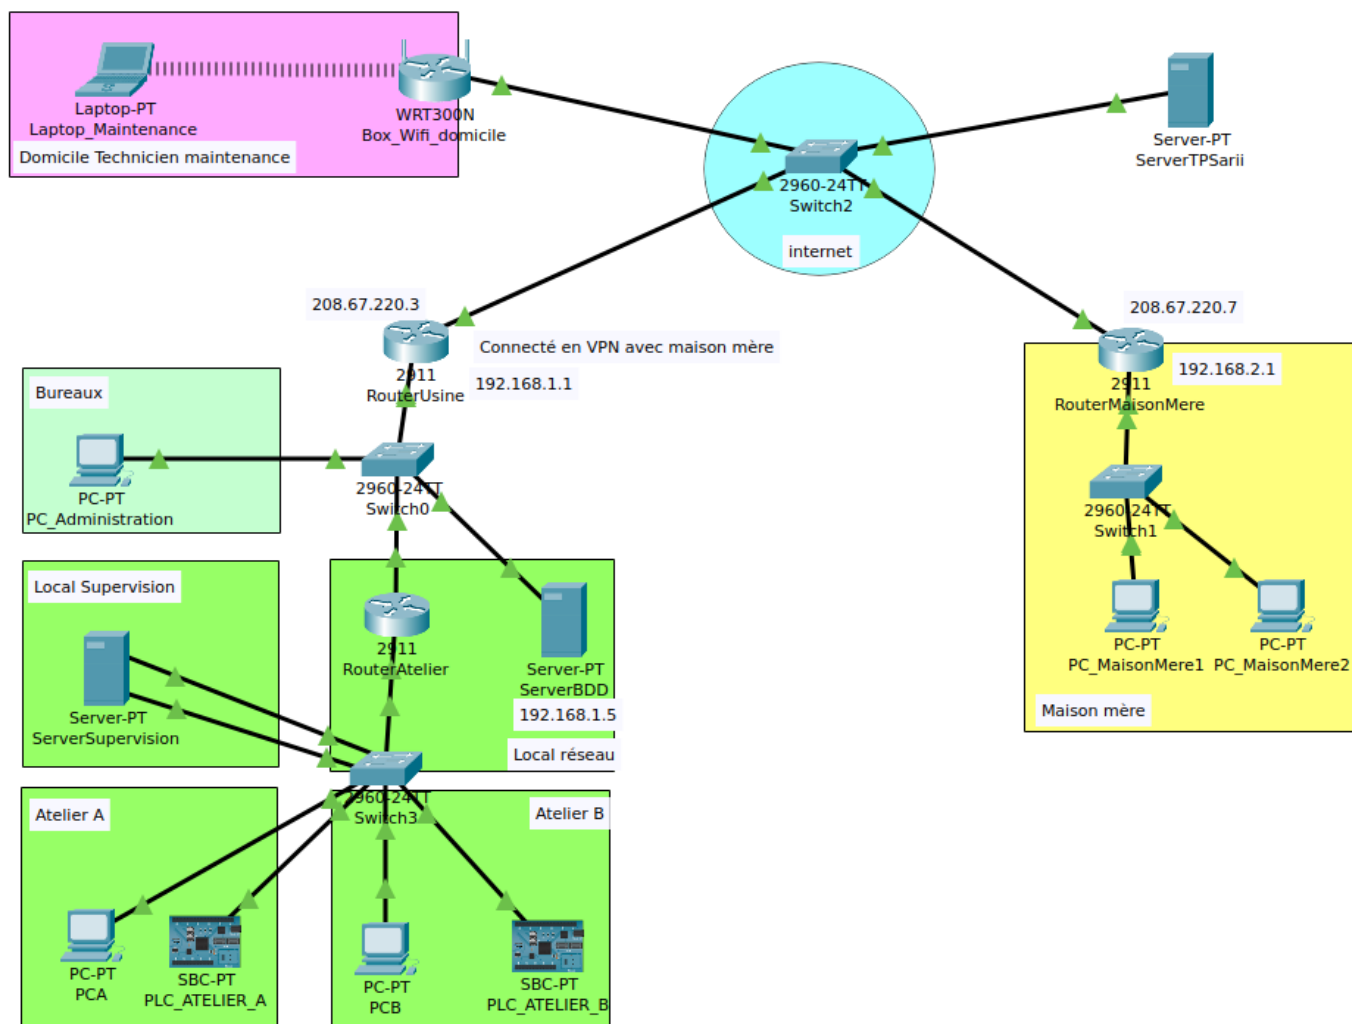 Laptop-PT
Laptop_Maintenance
Domicile Technicien maintenance
WRT300N
Box_Wifi_domicile
Server-PT
ServerTPSarii
2960-24TT
Switch2
internet
208.67.220.3
2911
RouterUsine
Connecté en VPN avec maison mère
192.168.1.1
208.67.220.7
192.168.2.1
2911
RouterMaisonMere
Bureaux
PC-PT
PC_Administration
2960-24TT
Switch0
2960-24TT
Switch1
Local Supervision
Server-PT
ServerSupervision
2911
RouterAtelier
Server-PT
ServerBDD
192.168.1.5
Local réseau
PC-PT
PC_MaisonMere1
PC-PT
PC_MaisonMere2
Maison mère
2960-24TT
Switch3
Atelier A
Atelier B
PC-PT
PCA
SBC-PT
PLC_ATELIER_A
PC-PT
PCB
SBC-PT
PLC_ATELIER_B